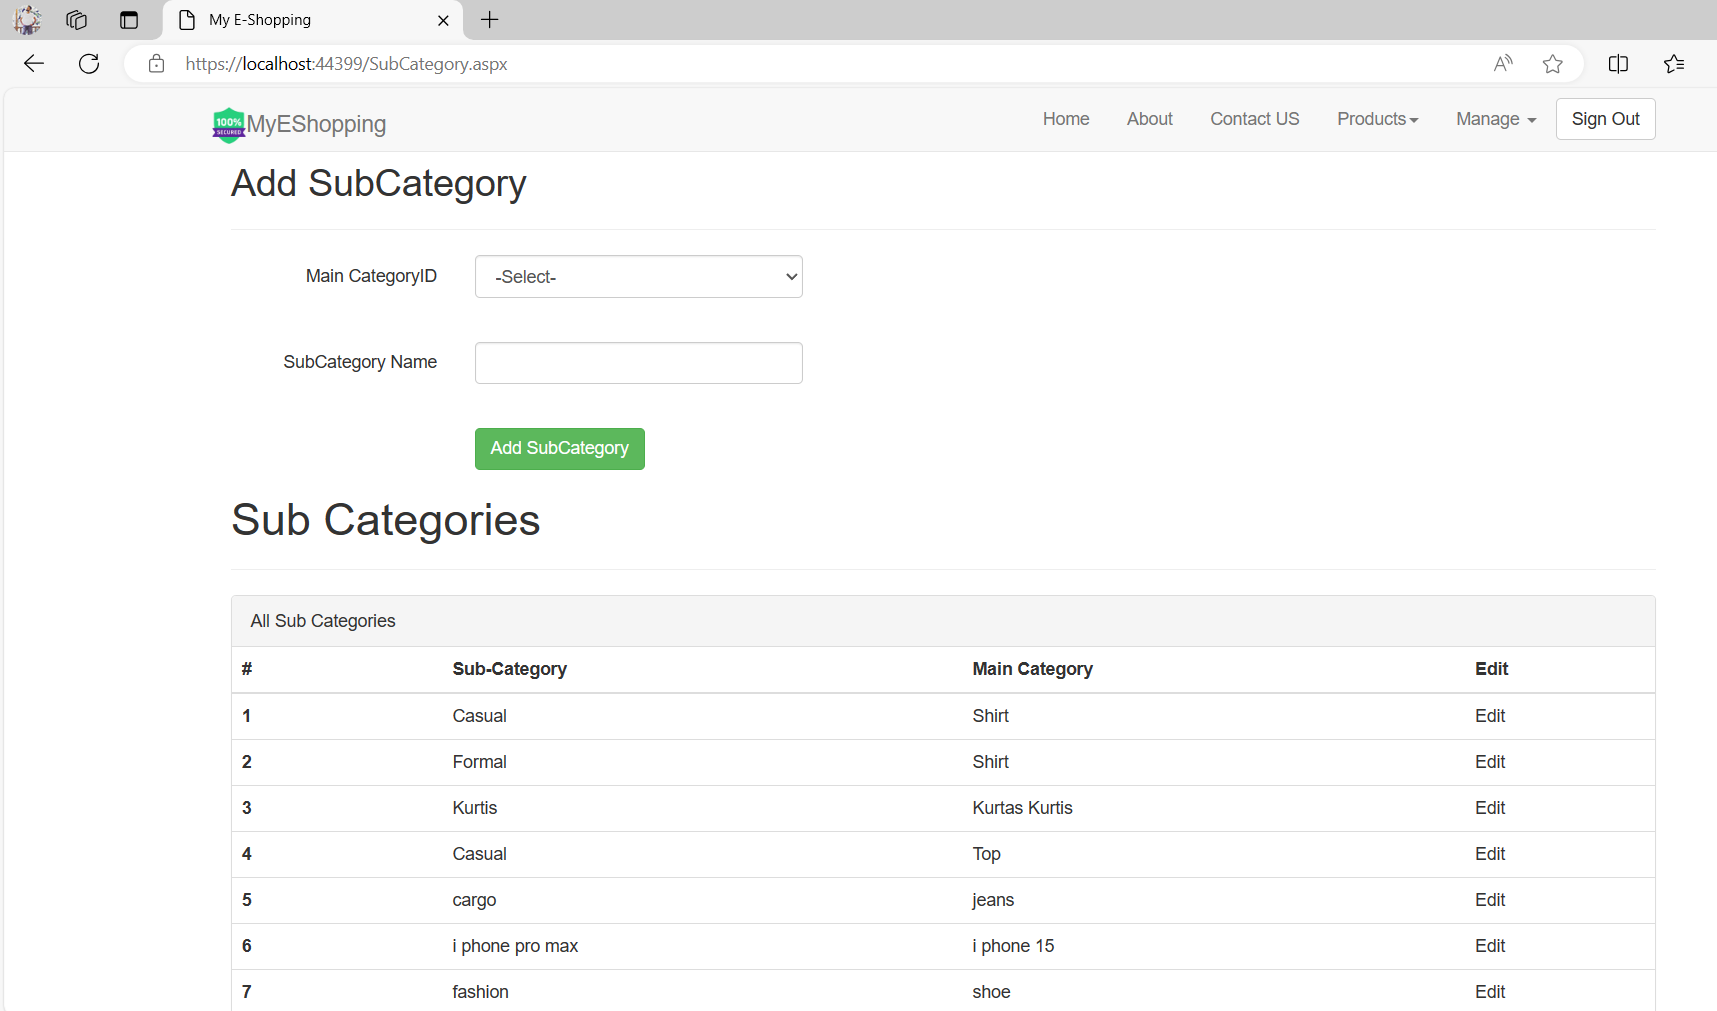 My E-Shopping
https://localhost:44399/SubCategory.aspx
100% SECURED MyEShopping Home About Contact US Products Manage Sign Out
Add SubCategory
Main CategoryID -Select-
SubCategory Name
Add SubCategory
Sub Categories
All Sub Categories
# Sub-Category Main Category Edit
1 Casual Shirt Edit
2 Formal Shirt Edit
3 Kurtis Kurtas Kurtis Edit
4 Casual Top Edit
5 cargo jeans Edit
6 i phone pro max i phone 15 Edit
7 fashion shoe Edit